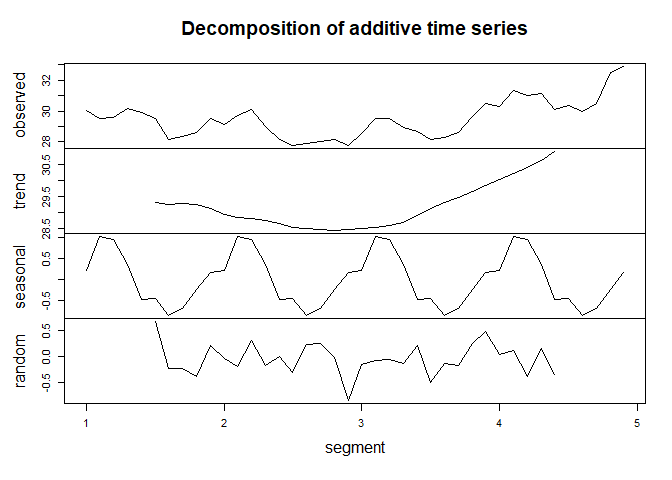 Decomposition of additive time series
observed
28 30 32
trend
28.5 29.5 30.5
seasonal
-0.5 0.5
random
-0.5 0.0 0.5
1 2 3 4 5
segment